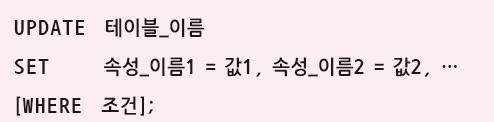 UPDATE 테이블_이름
SET 속성_이름1 = 값1, 속성_이름2 = 값2, …
[WHERE 조건];